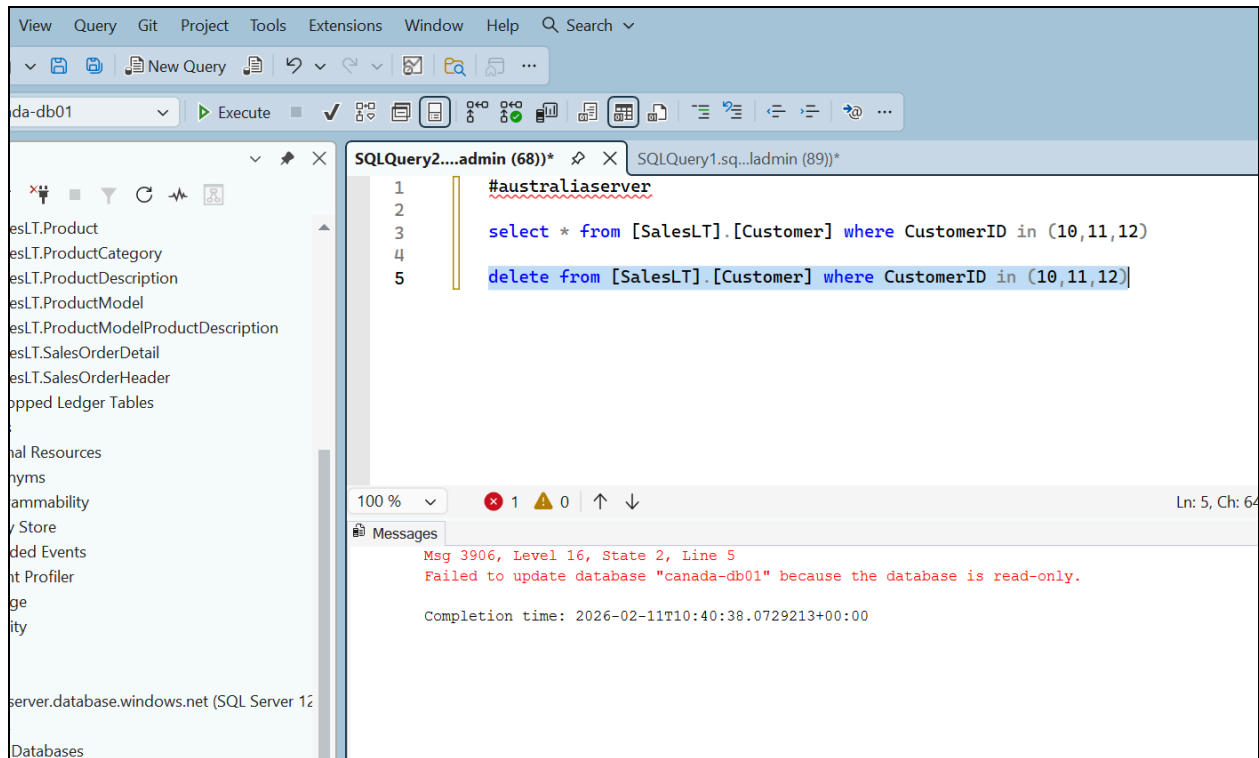 View Query Git Project Tools Extensions Window Help Search
New Query
da-db01 Execute
SQLQuery2....admin (68))* SQLQuery1.sq...ladmin (89))*
esLT.Product
esLT.ProductCategory
esLT.ProductDescription
esLT.ProductModel
esLT.ProductModelProductDescription
esLT.SalesOrderDetail
esLT.SalesOrderHeader
opped Ledger Tables
nal Resources
nyms
rammability
y Store
ded Events
nt Profiler
ge
ity
server.database.windows.net (SQL Server 12
Databases
1 #australiaserver
2
3 select * from [SalesLT].[Customer] where CustomerID in (10,11,12)
4
5 delete from [SalesLT].[Customer] where CustomerID in (10,11,12)
100 % 1 0 Ln: 5, Ch: 64
Messages
Msg 3906, Level 16, State 2, Line 5
Failed to update database "canada-db01" because the database is read-only.
Completion time: 2026-02-11T10:40:38.0729213+00:00